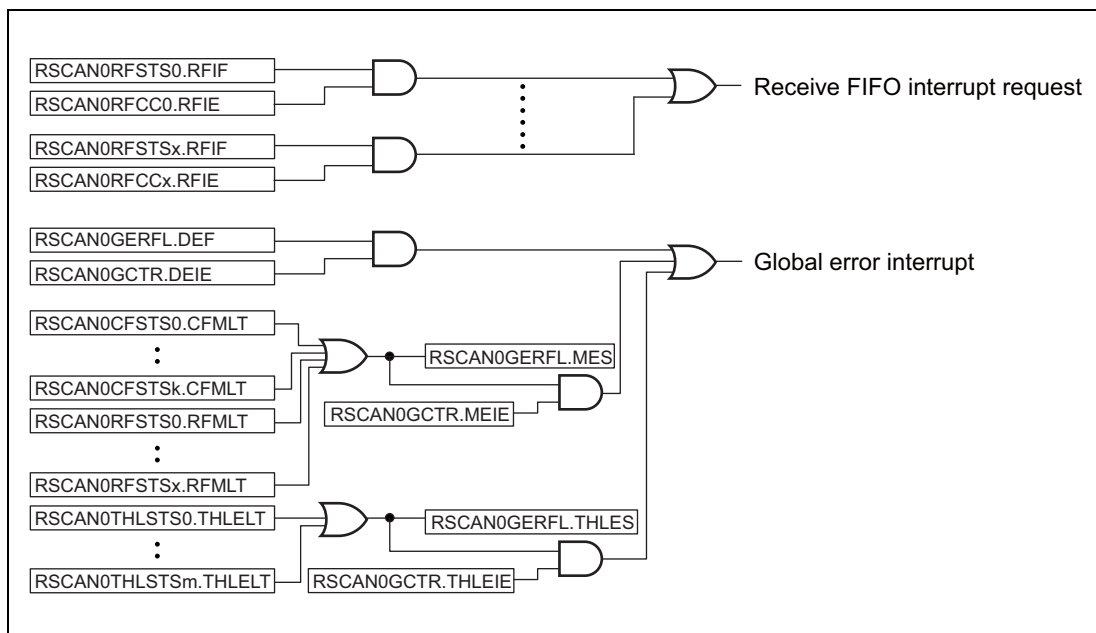 RSCAN0RFSTS0.RFIF
RSCAN0RFCC0.RFIE
Receive FIFO interrupt request
RSCAN0RFSTSx.RFIF
RSCAN0RFCCx.RFIE
RSCAN0GERFL.DEF
RSCAN0GCTR.DEIE
Global error interrupt
RSCAN0CFSTS0.CFMLT
RSCAN0GERFL.MES
RSCAN0CFSTSk.CFMLT
RSCAN0RFSTS0.RFMLT
RSCAN0GCTR.MEIE
RSCAN0RFSTSx.RFMLT
RSCAN0THLSTS0.THLELT
RSCAN0GERFL.THLES
RSCAN0THLSTSm.THLELT
RSCAN0GCTR.THLEIE